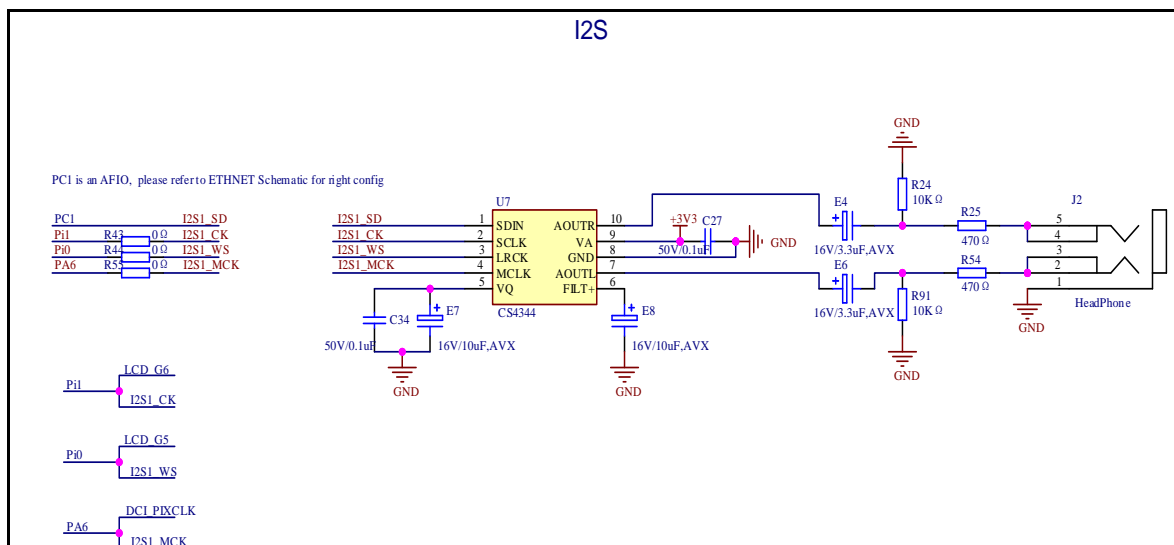 I2S
PC1 is an AFIO, please refer to ETHNET Schematic for right config
PC1 I2S1_SD
Pi1 R43 0Ω I2S1_CK
Pi0 R44 0Ω I2S1_WS
PA6 R55 0Ω I2S1_MCK
I2S1_SD
I2S1_CK
I2S1_WS
I2S1_MCK
U7
1 SDIN AOUTR 10
2 SCLK VA 9
3 LRCK GND 8
4 MCLK AOUTL 7
5 VQ FILT+ 6
CS4344
C34
50V/0.1uF
+ E7
16V/10uF,AVX
GND
+ E8
16V/10uF,AVX
GND
+3V3
C27
50V/0.1uF
GND
E4
+
16V/3.3uF,AVX
E6
+
16V/3.3uF,AVX
GND
R24
10KΩ
R25
470Ω
R54
470Ω
R91
10KΩ
GND
J2
5
4
3
2
1
HeadPhone
GND
LCD_G6
Pi1
I2S1_CK
LCD_G5
Pi0
I2S1_WS
DCI_PIXCLK
PA6
I2S1_MCK